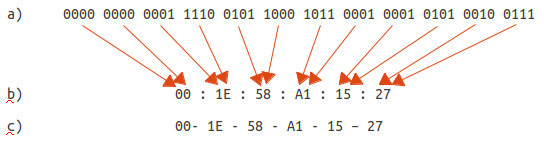 a) 0000 0000 0001 1110 0101 1000 1011 0001 0001 0101 0010 0111
b) 00 : 1E : 58 : A1 : 15 : 27
c) 00- 1E - 58 - A1 - 15 – 27